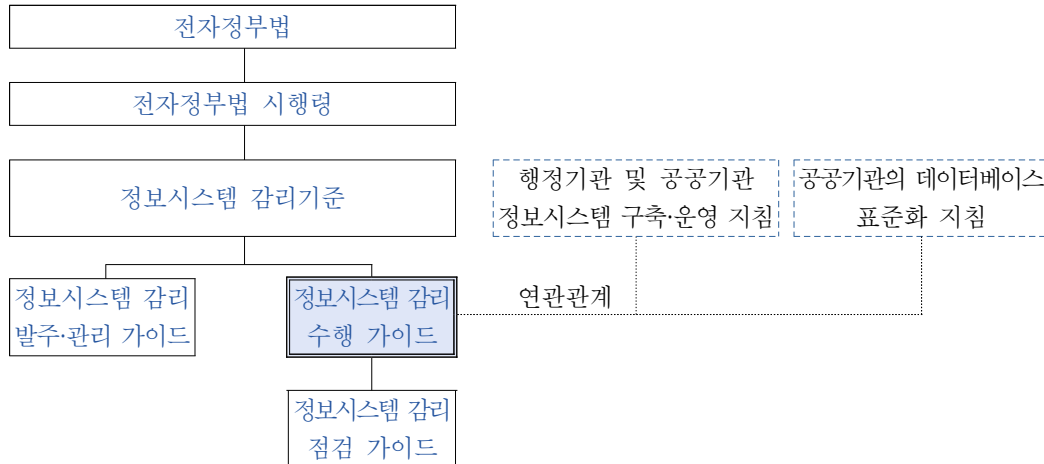 전자정부법
전자정부법 시행령
정보시스템 감리기준
행정기관 및 공공기관
정보시스템 구축·운영 지침
공공기관의 데이터베이스
표준화 지침
정보시스템 감리
발주·관리 가이드
정보시스템 감리
수행 가이드
연관관계
정보시스템 감리
점검 가이드